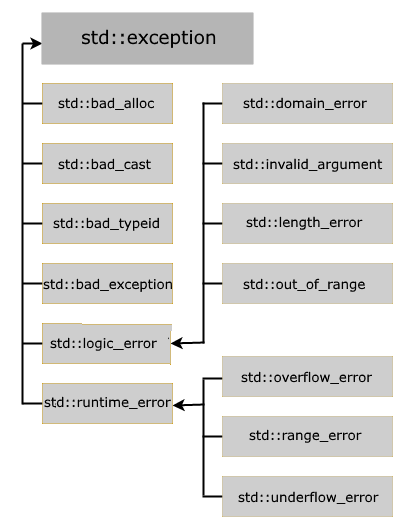 std::exception
std::bad_alloc
std::bad_cast
std::bad_typeid
std::bad_exception
std::logic_error
std::runtime_error
std::domain_error
std::invalid_argument
std::length_error
std::out_of_range
std::overflow_error
std::range_error
std::underflow_error